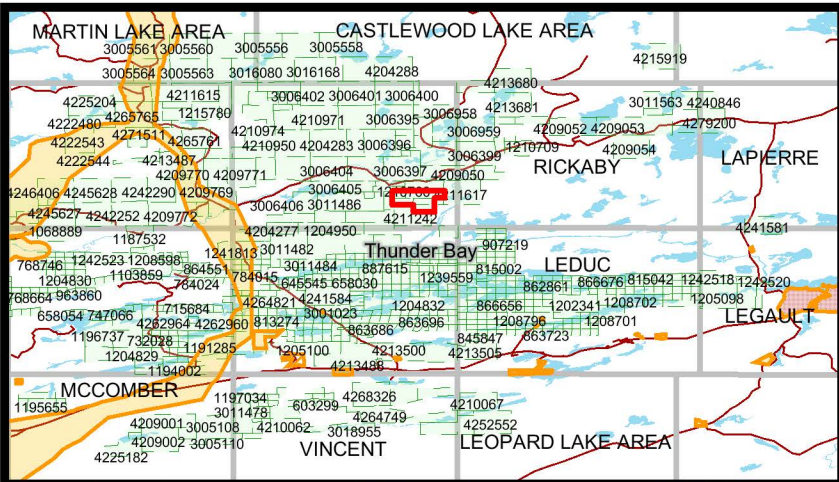 MARTIN LAKE AREA CASTLEWOOD LAKE AREA
3005561 3005560 3005556 3005558
4215919
3005564 3005563 3016080 3016168 4204288
4213680
4225204 4211615 3006402 3006401 3006400 3011563 4240846
4265765 1215780 3006958 4213681
4222480 4210971 3006395 4279200
4271511 4265761 4210974 3006959 4209052 4209053
4222543 4210950 4204283 3006396 1210709 4209054
4222544 4213487 3006399 RICKABY LAPIERRE
4209770 4209771 3006404 3006397 4209050
4246406 4245628 4242290 4209769 3006405 4211617
3006406 3011486
4245627 4242252 4209772 4211242
1068889 4204277 1204950 4241581
1187532 3011482 Thunder Bay 907219
768746 1242523 1208598 1241813 3011484 887615 815002 LEDUC
1204830 1103859 864551 784015 645545 658030 1239559 862861 866676 815042 1242518 1242520
768664 963860 784024 4241584
715684 4264821 1204832 866656 1202341 1208702 1205098
658054 747066 3001023 LEGAULT
4262964 4262960 813274 863686 863696 1208796 1208701
1196737 732028 845847 863723
1204829 1191285 1205100 4213500 4213505
1194002 4213488
MCCOMBER
1195655 1197034 4268326 4210067
3011478 603299
4209001 3005108 4210062 4264749 4252552
4209002 3005110 3018955
4225182 VINCENT LEOPARD LAKE AREA